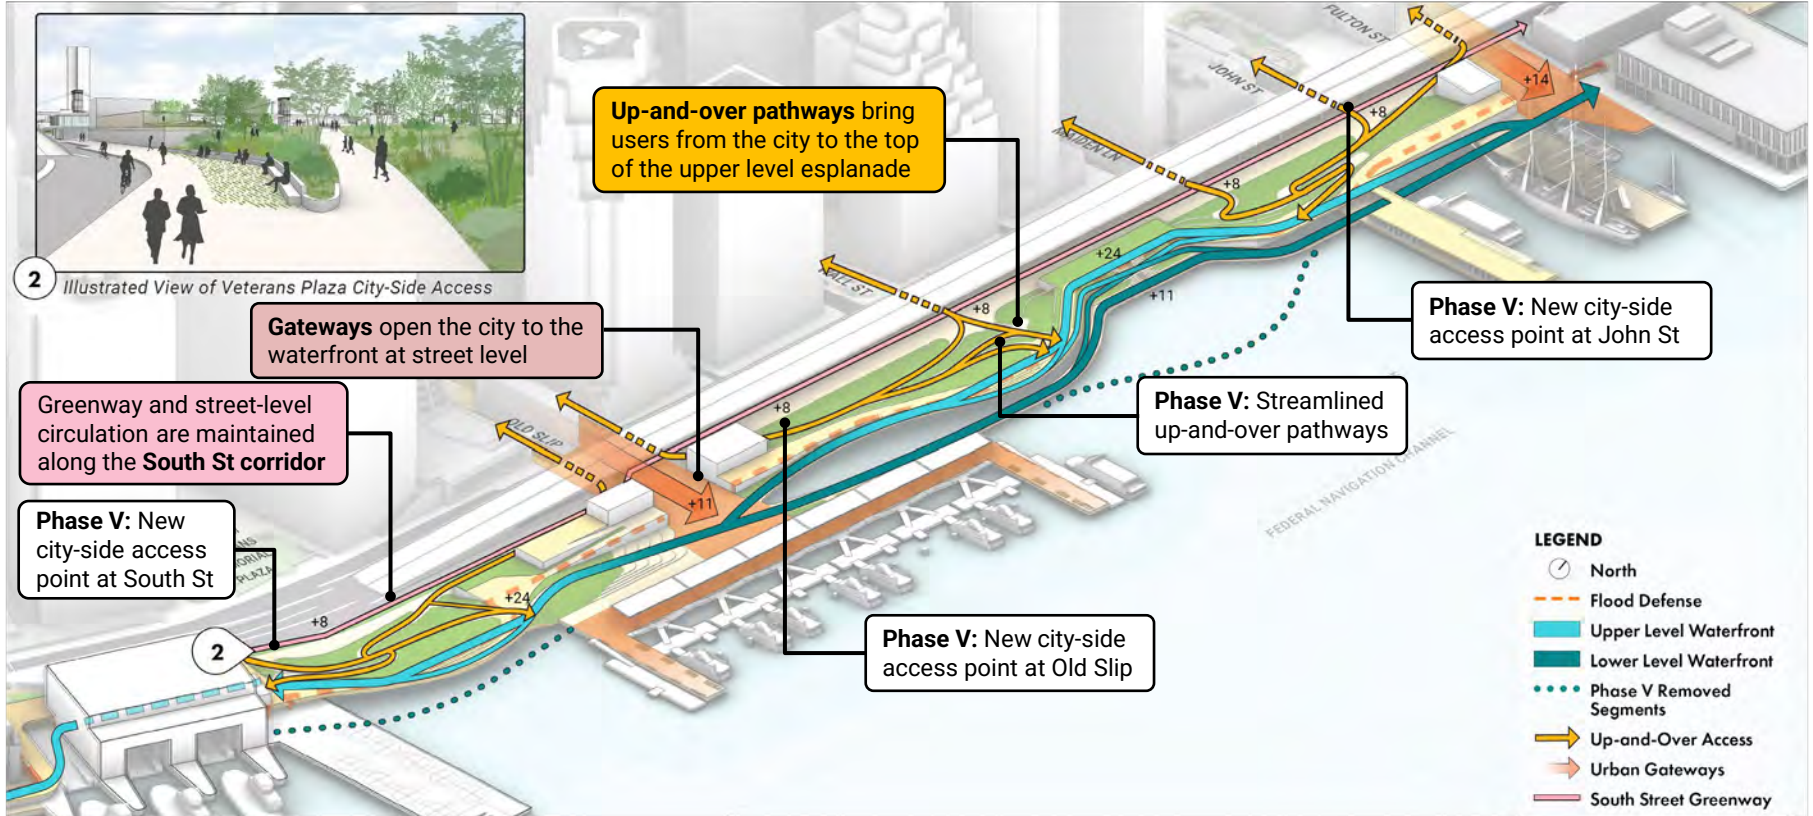 FULTON ST
+14
JOHN ST
+8
Up-and-over pathways bring
users from the city to the top
of the upper level esplanade
MAIDEN LN
+8
2
Illustrated View of Veterans Plaza City-Side Access
WALL ST
+24
+11
+8
Phase V: New city-side
access point at John St
Gateways open the city to the
waterfront at street level
Phase V: Streamlined
up-and-over pathways
Greenway and street-level
circulation are maintained
along the South St corridor
OLD SLIP
+8
+11
FEDERAL NAVIGATION CHANNEL
Phase V: New
city-side access
point at South St
PLAZA
+24
+8
2
Phase V: New city-side
access point at Old Slip
LEGEND
North
Flood Defense
Upper Level Waterfront
Lower Level Waterfront
Phase V Removed
Segments
Up-and-Over Access
Urban Gateways
South Street Greenway